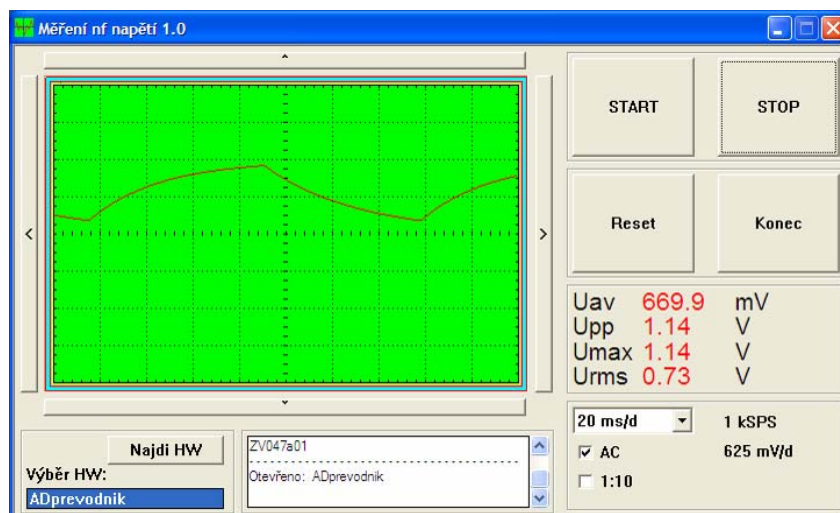 Měření nf napětí 1.0
START
STOP
Reset
Konec
Uav 669.9 mV
Upp 1.14 V
Umax 1.14 V
Urms 0.73 V
20 ms/d
1 kSPS
AC
625 mV/d
1:10
Najdi HW
Výběr HW:
ADprevodnik
ZV047a01
Otevřeno: ADprevodnik